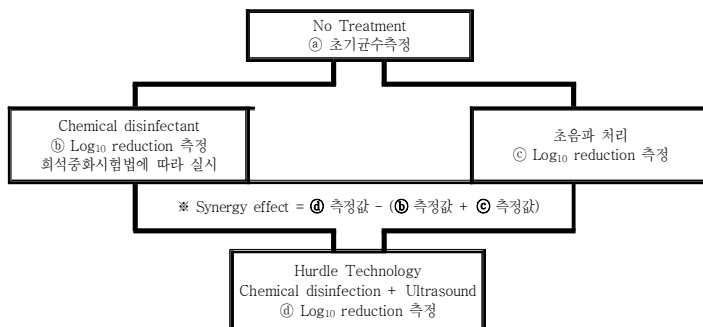 No Treatment
ⓐ 초기균수측정
Chemical disinfectant
ⓑ Log₁₀ reduction 측정
희석중화시험법에 따라 실시
초음파 처리
ⓒ Log₁₀ reduction 측정
※ Synergy effect = ⓓ 측정값 - (ⓑ 측정값 + ⓒ 측정값)
Hurdle Technology
Chemical disinfection + Ultrasound
ⓓ Log₁₀ reduction 측정